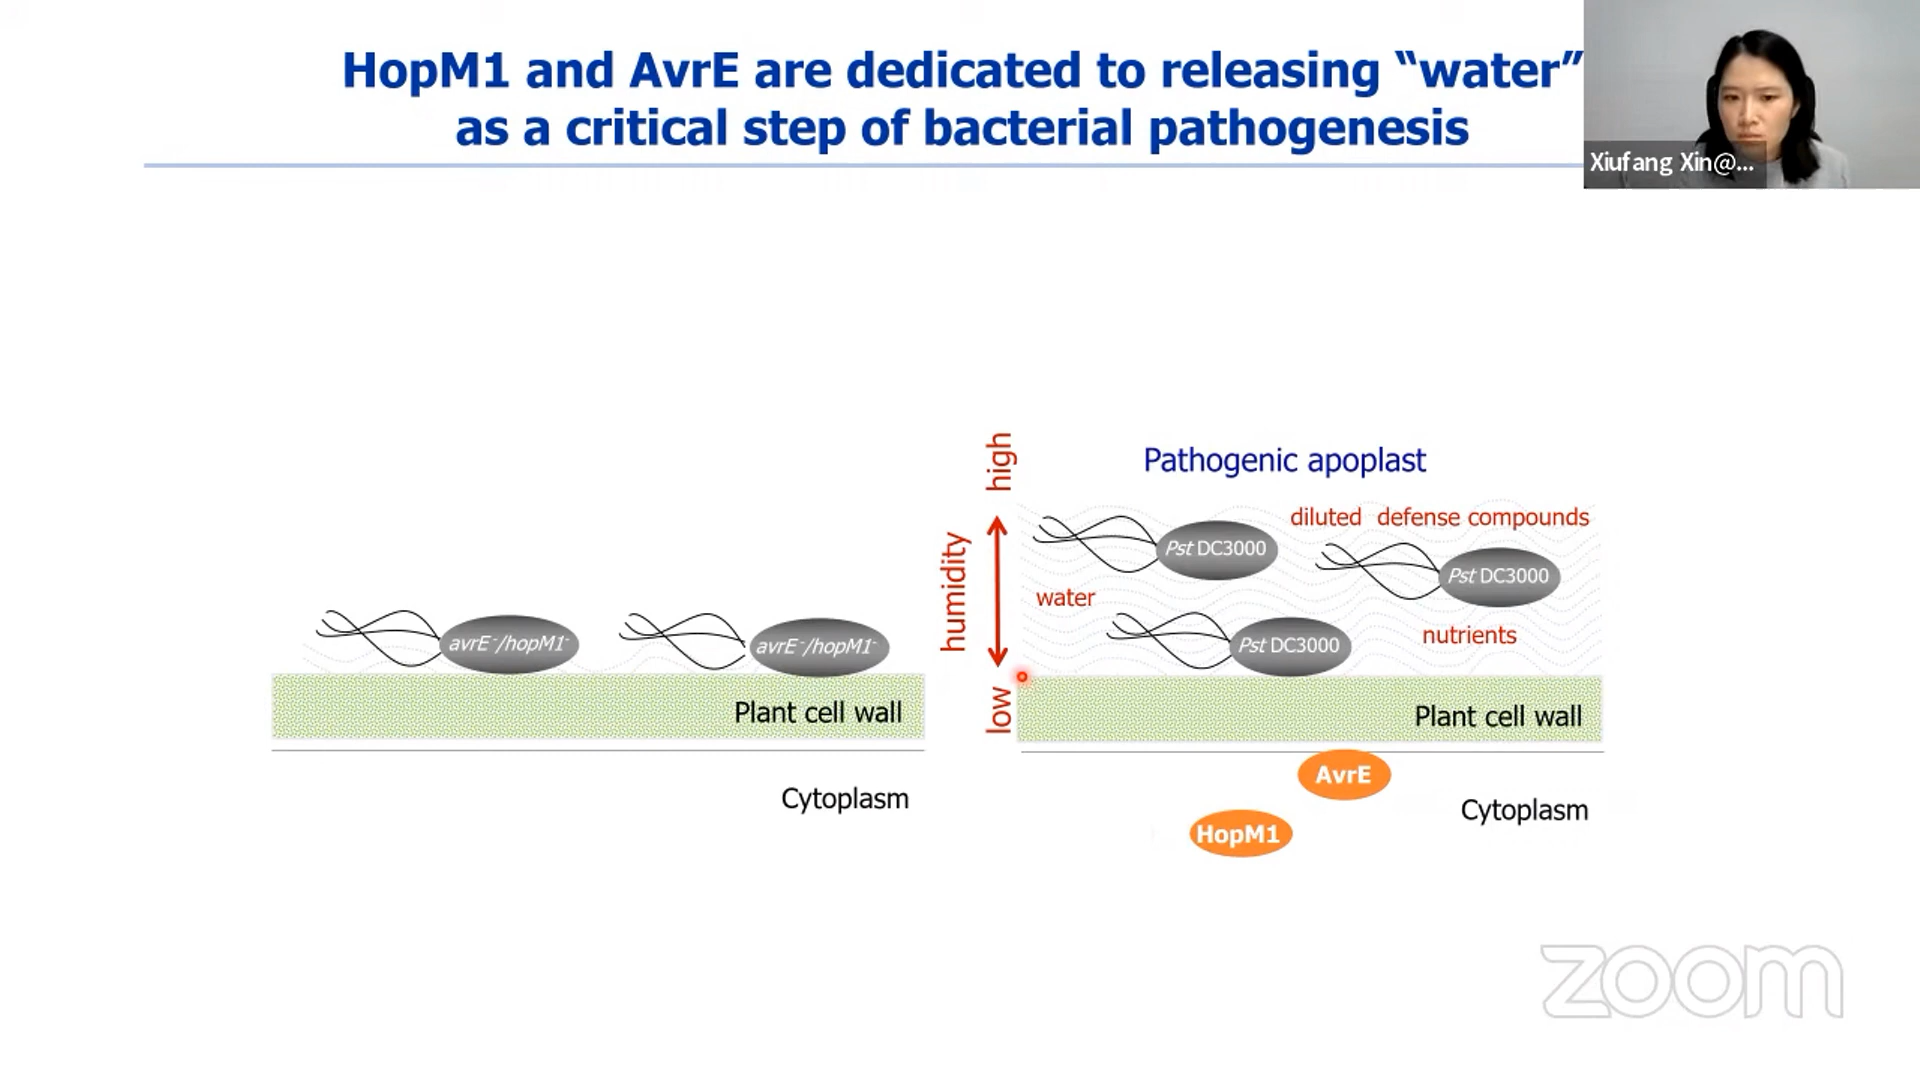 HopM1 and AvrE are dedicated to releasing “water”
as a critical step of bacterial pathogenesis
Xiufang Xin@...
avrE⁻/hopM1⁻
avrE⁻/hopM1⁻
Plant cell wall
Cytoplasm
high
humidity
low
Pathogenic apoplast
diluted defense compounds
Pst DC3000
Pst DC3000
water
nutrients
Pst DC3000
Plant cell wall
AvrE
Cytoplasm
HopM1
zoom